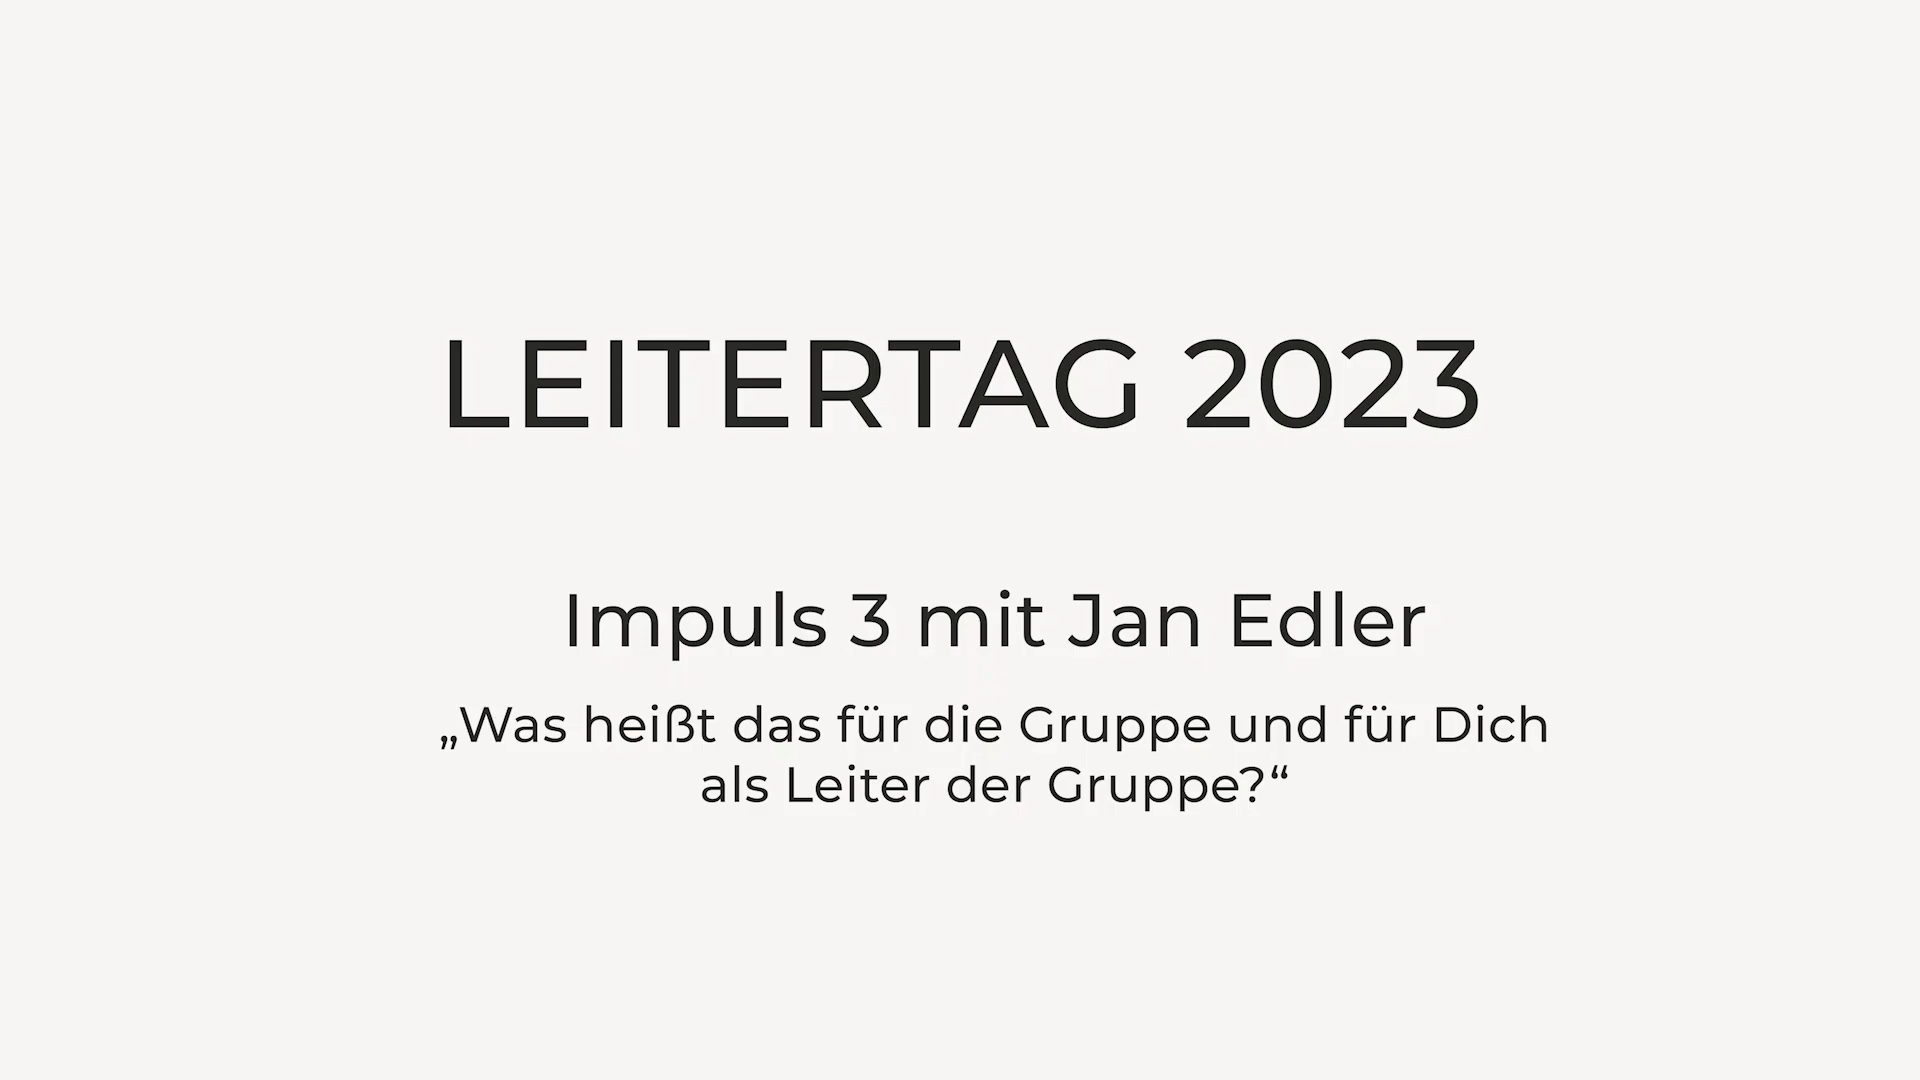 LEITERTAG 2023
Impuls 3 mit Jan Edler
„Was heißt das für die Gruppe und für Dich
als Leiter der Gruppe?“